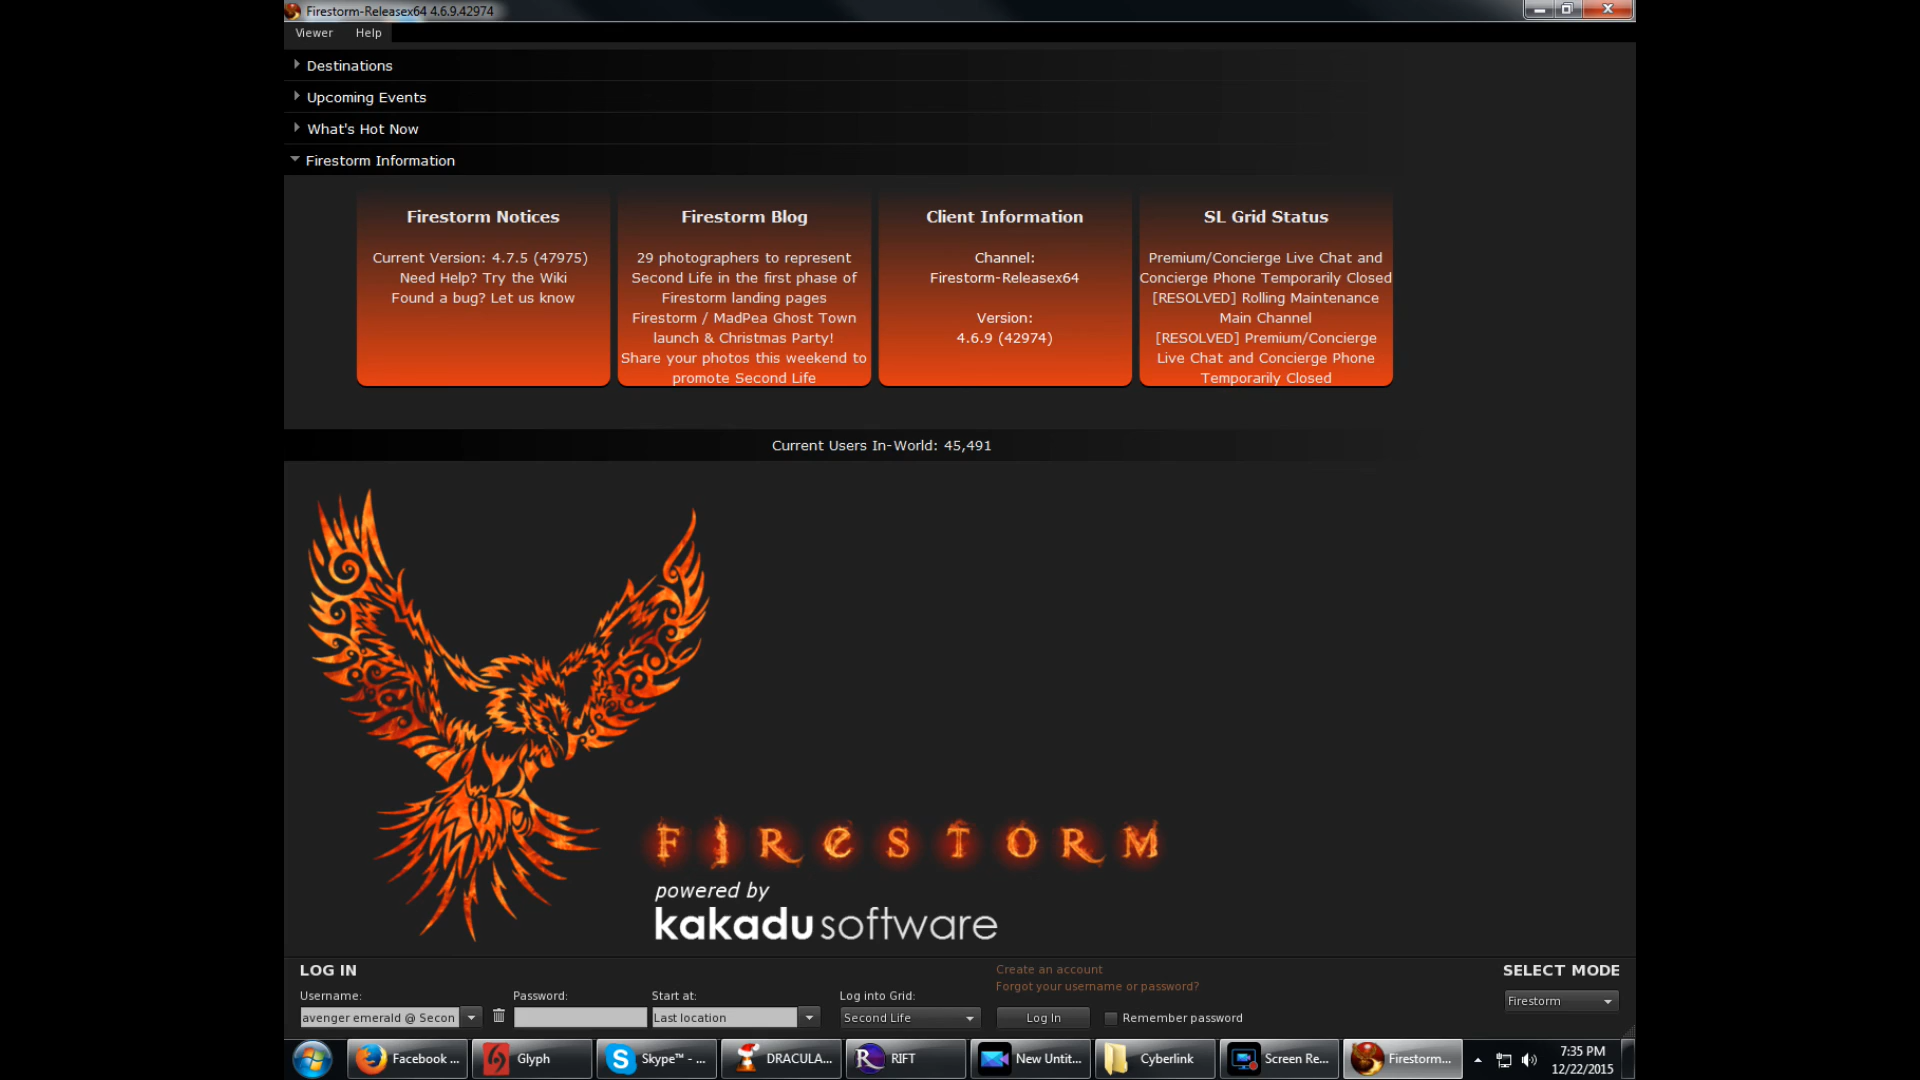 Firestorm-Releasex64 4.6.9.42974
Viewer Help
Destinations
Upcoming Events
What's Hot Now
Firestorm Information
Firestorm Notices
Current Version: 4.7.5 (47975)
Need Help? Try the Wiki
Found a bug? Let us know
Firestorm Blog
29 photographers to represent
Second Life in the first phase of
Firestorm landing pages
Firestorm / MadPea Ghost Town
launch & Christmas Party!
Share your photos this weekend to
promote Second Life
Client Information
Channel:
Firestorm-Releasex64
Version:
4.6.9 (42974)
SL Grid Status
Premium/Concierge Live Chat and
Concierge Phone Temporarily Closed
[RESOLVED] Rolling Maintenance
Main Channel
[RESOLVED] Premium/Concierge
Live Chat and Concierge Phone
Temporarily Closed
Current Users In-World: 45,491
FIReSTORM
powered by
kakadusoftware
LOG IN
Username:
avenger emerald @ Secon
Password:
Start at:
Last location
Log into Grid:
Second Life
Create an account
Forgot your username or password?
Log In
Remember password
SELECT MODE
Firestorm
Facebook ...
Glyph
Skype™ - ...
DRACULA...
RIFT
New Untit...
Cyberlink
Screen Re...
Firestorm...
7:35 PM
12/22/2015